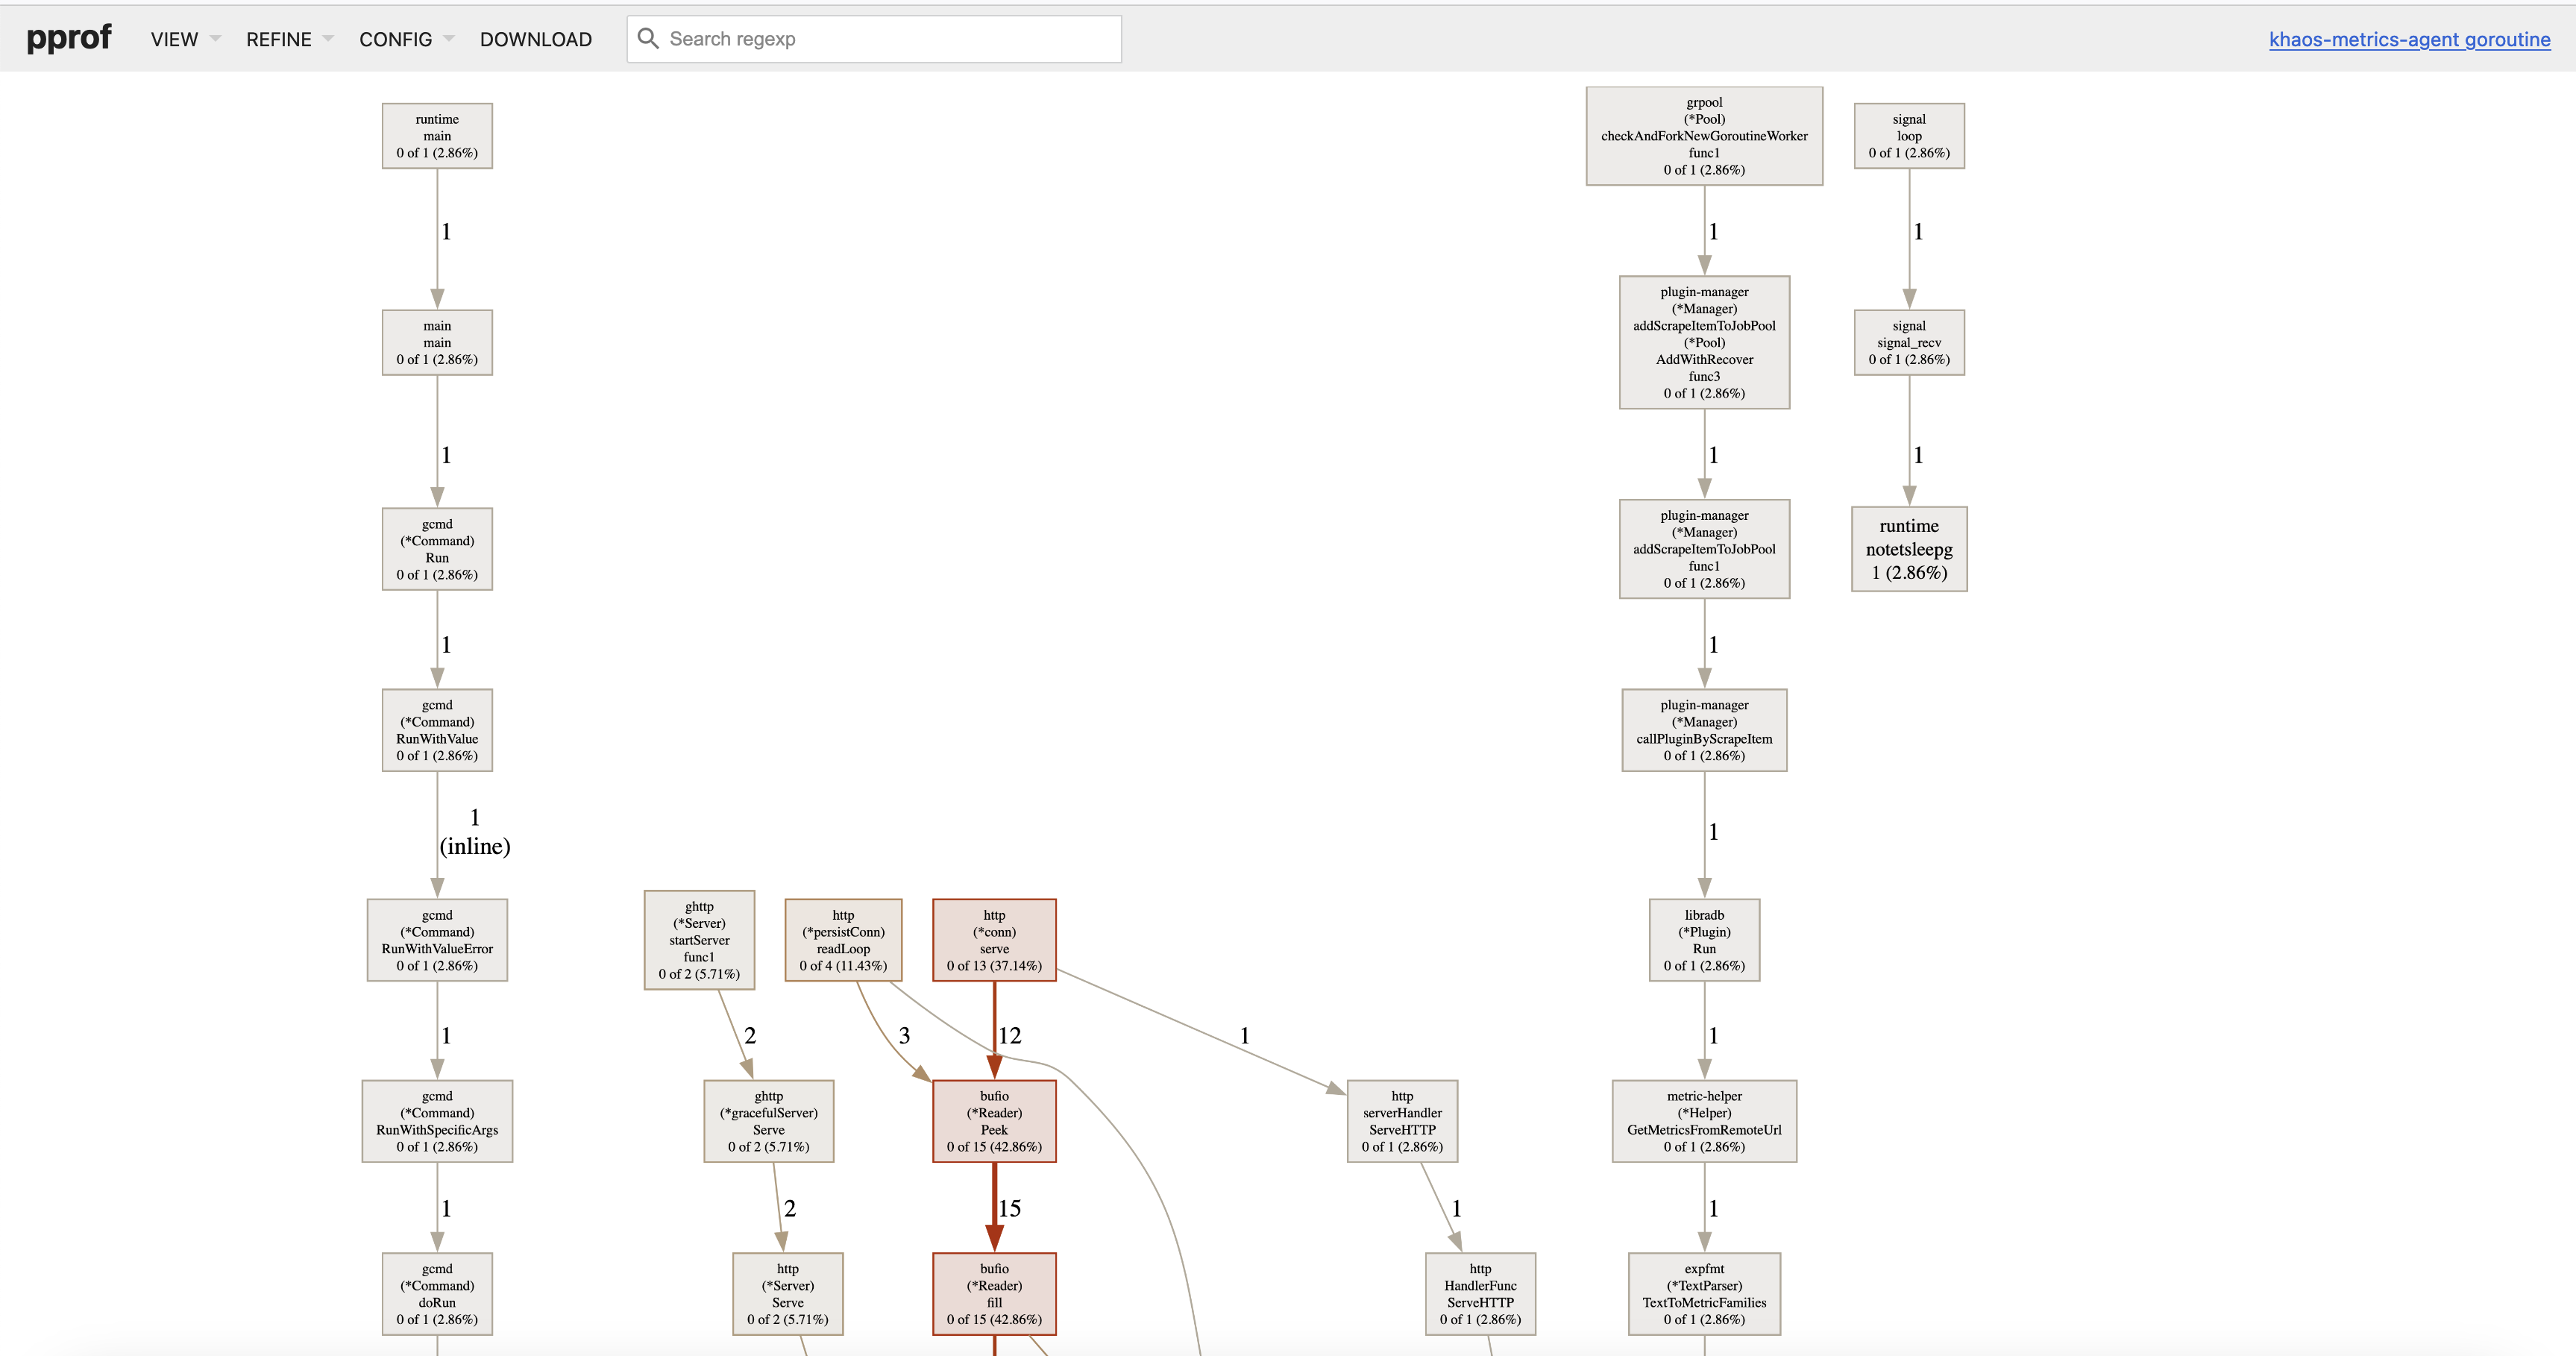 pprof
VIEW
REFINE
CONFIG
DOWNLOAD
Search regexp
khaos-metrics-agent goroutine
runtime
main
0 of 1 (2.86%)
1
main
main
0 of 1 (2.86%)
1
gcmd
(*Command)
Run
0 of 1 (2.86%)
1
gcmd
(*Command)
RunWithValue
0 of 1 (2.86%)
1
(inline)
gcmd
(*Command)
RunWithValueError
0 of 1 (2.86%)
1
gcmd
(*Command)
RunWithSpecificArgs
0 of 1 (2.86%)
1
gcmd
(*Command)
doRun
0 of 1 (2.86%)
ghttp
(*Server)
startServer
func1
0 of 2 (5.71%)
2
ghttp
(*gracefulServer)
Serve
0 of 2 (5.71%)
2
http
(*Server)
Serve
0 of 2 (5.71%)
http
(*persistConn)
readLoop
0 of 4 (11.43%)
3
http
(*conn)
serve
0 of 13 (37.14%)
12
bufio
(*Reader)
Peek
0 of 15 (42.86%)
15
bufio
(*Reader)
fill
0 of 15 (42.86%)
1
http
serverHandler
ServeHTTP
0 of 1 (2.86%)
1
http
HandlerFunc
ServeHTTP
0 of 1 (2.86%)
grpool
(*Pool)
checkAndForkNewGoroutineWorker
func1
0 of 1 (2.86%)
1
plugin-manager
(*Manager)
addScrapeItemToJobPool
(*Pool)
AddWithRecover
func3
0 of 1 (2.86%)
1
plugin-manager
(*Manager)
addScrapeItemToJobPool
func1
0 of 1 (2.86%)
1
plugin-manager
(*Manager)
callPluginByScrapeItem
0 of 1 (2.86%)
1
libradb
(*Plugin)
Run
0 of 1 (2.86%)
1
metric-helper
(*Helper)
GetMetricsFromRemoteUrl
0 of 1 (2.86%)
1
expfmt
(*TextParser)
TextToMetricFamilies
0 of 1 (2.86%)
signal
loop
0 of 1 (2.86%)
1
signal
signal_recv
0 of 1 (2.86%)
1
runtime
notetsleepg
1 (2.86%)